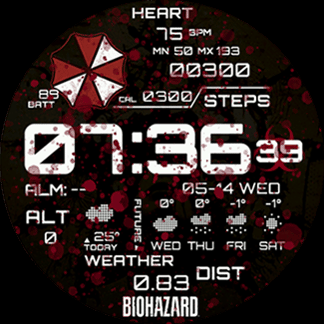 HEART
75 BPM
MN 50 MX 133
00300
89
BATT
CAL 0300/STEPS
07:36 39
ALM: --
05-14 WED
ALT
0
▲ 25°
TODAY
FUTURE
0° 0° -1° -1°
WED THU FRI SAT
WEATHER
0.83 DIST
BIOHAZARD